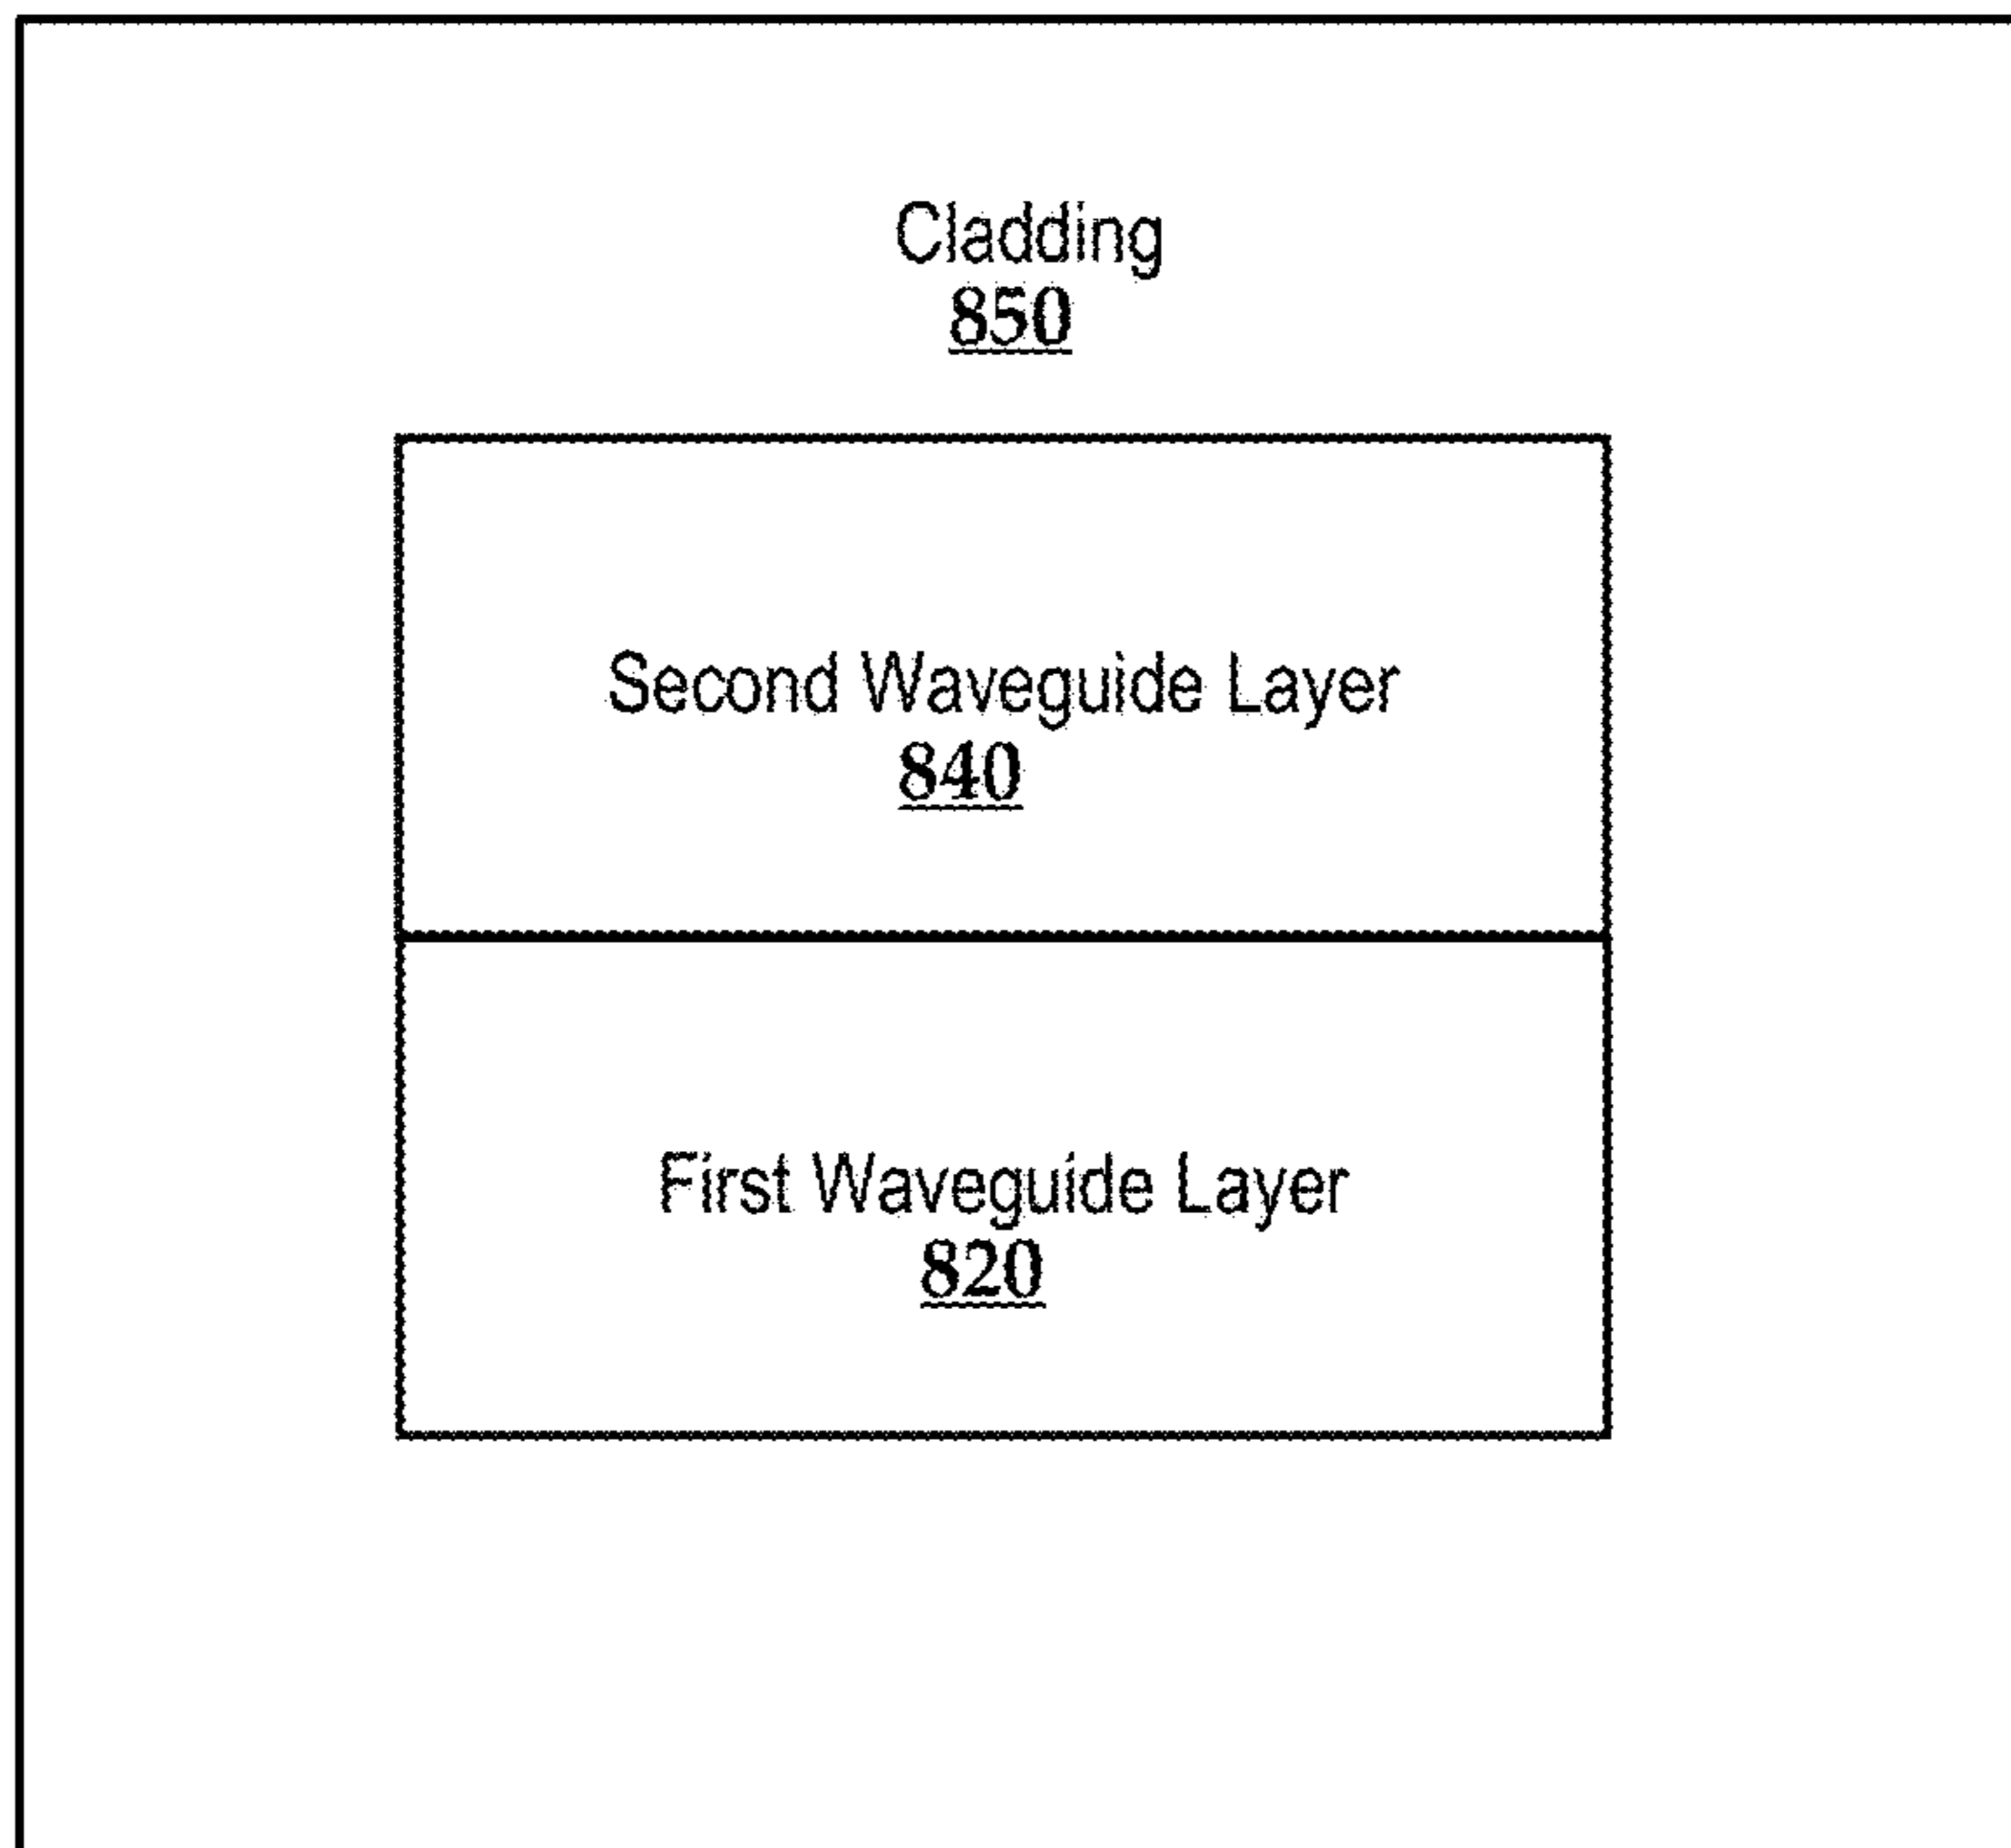 Cladding
850
Second Waveguide Layer
840
First Waveguide Layer
820